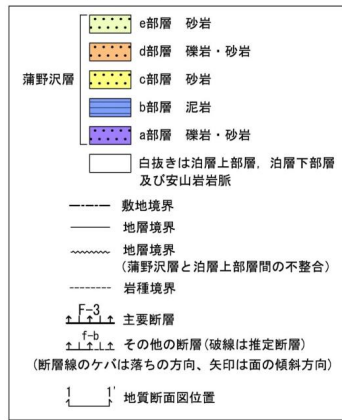 e部層 砂岩
d部層 礫岩・砂岩
蒲野沢層
c部層 砂岩
b部層 泥岩
a部層 礫岩・砂岩
白抜きは泊層上部層，泊層下部層
及び安山岩岩脈
敷地境界
地層境界
地層境界
(蒲野沢層と泊層上部層間の不整合)
岩種境界
F-3
主要断層
f-b
その他の断層(破線は推定断層)
(断層線のケバは落ちの方向、矢印は面の傾斜方向)
1 1'
地質断面図位置